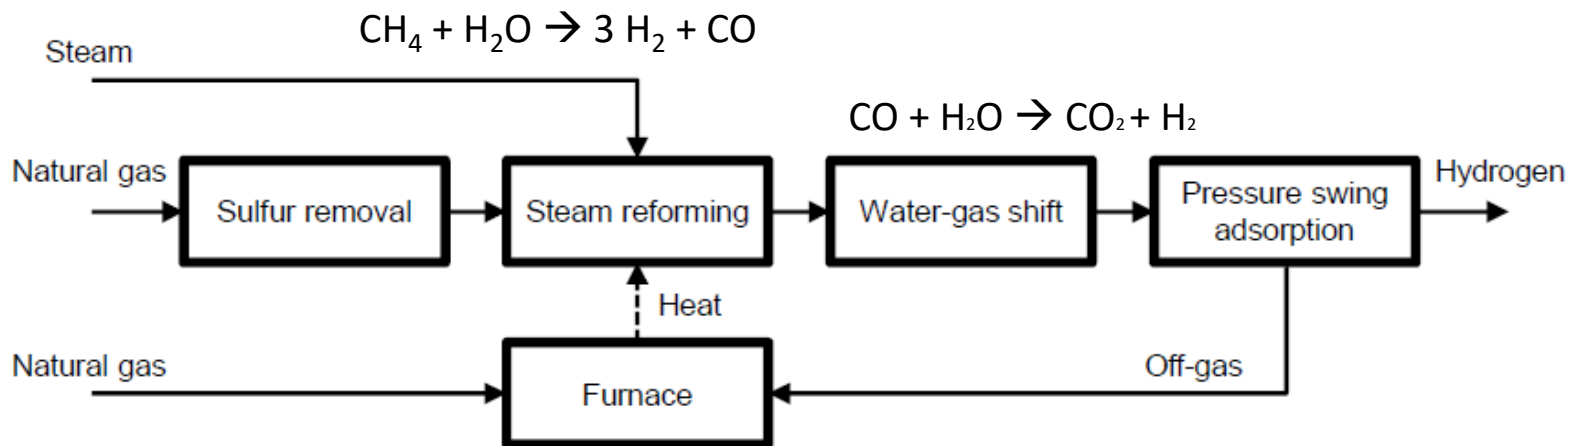 CH₄ + H₂O → 3 H₂ + CO
Steam
CO + H₂O → CO₂ + H₂
Natural gas
Sulfur removal
Steam reforming
Water-gas shift
Pressure swing
adsorption
Hydrogen
Heat
Natural gas
Furnace
Off-gas